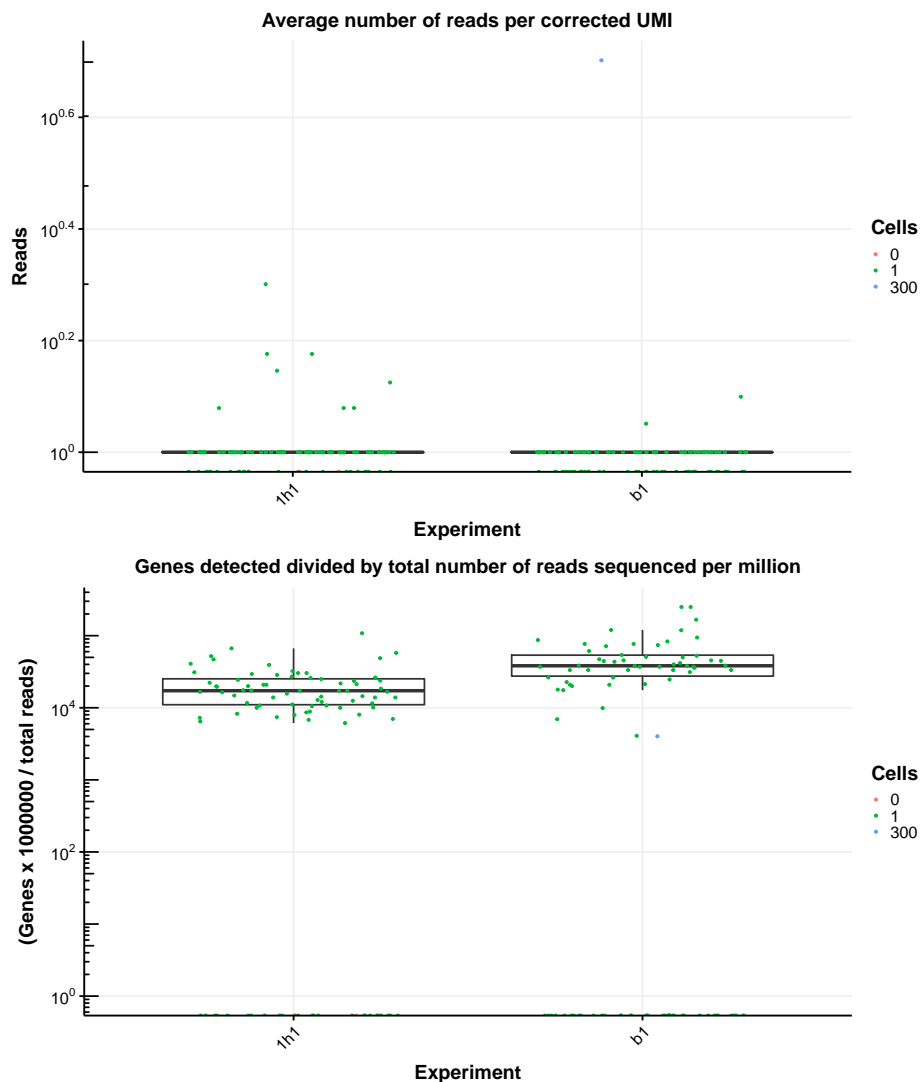 Average number of reads per corrected UMI
Reads
10^0.6
10^0.4
10^0.2
10^0
1h1
b1
Experiment
Cells
0
1
300
Genes detected divided by total number of reads sequenced per million
(Genes x 1000000 / total reads)
10^4
10^2
10^0
1h1
b1
Experiment
Cells
0
1
300